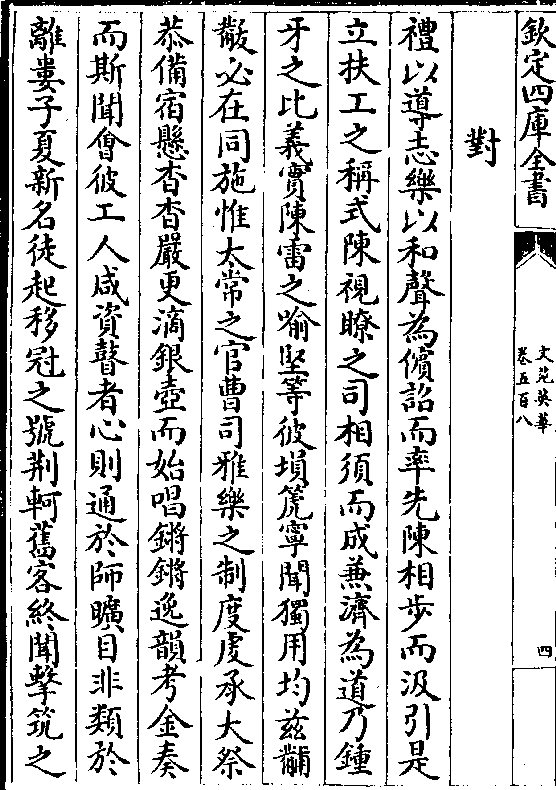 欽定四庫全書
文苑英華
卷五百八
四
對
禮以導志樂以和聲為儐詔而率先陳相步而汲引是
立扶工之稱式陳視瞭之司相須而成兼濟為道乃鍾
牙之比義實陳雷之喻堅等彼塤箎寧聞獨用均兹黼
黻必在同施惟太常之官曹司雅樂之制度虔承大祭
恭備宿懸杳杳嚴更滴銀壺而始唱鏘鏘逸韻考金奏
而斯聞㑹彼工人咸資瞽者心則通於師曠目非類於
離婁子夏新名徒起移冠之號荆軻舊客終聞擊筑之